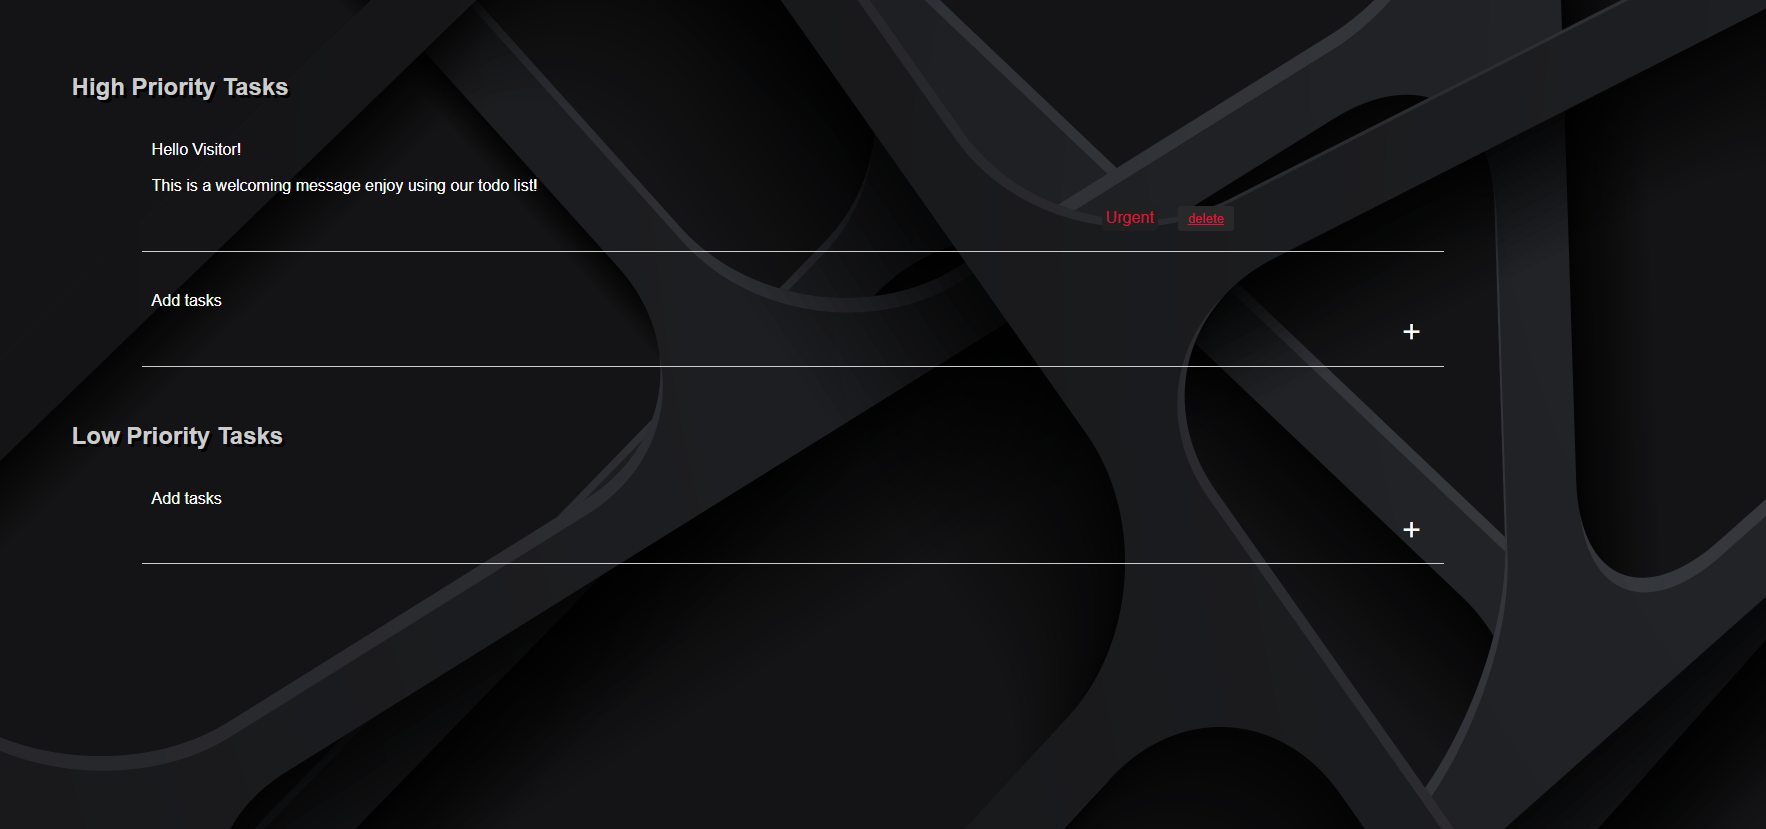 High Priority Tasks
Hello Visitor!
This is a welcoming message enjoy using our todo list!
Urgent delete
Add tasks
+
Low Priority Tasks
Add tasks
+